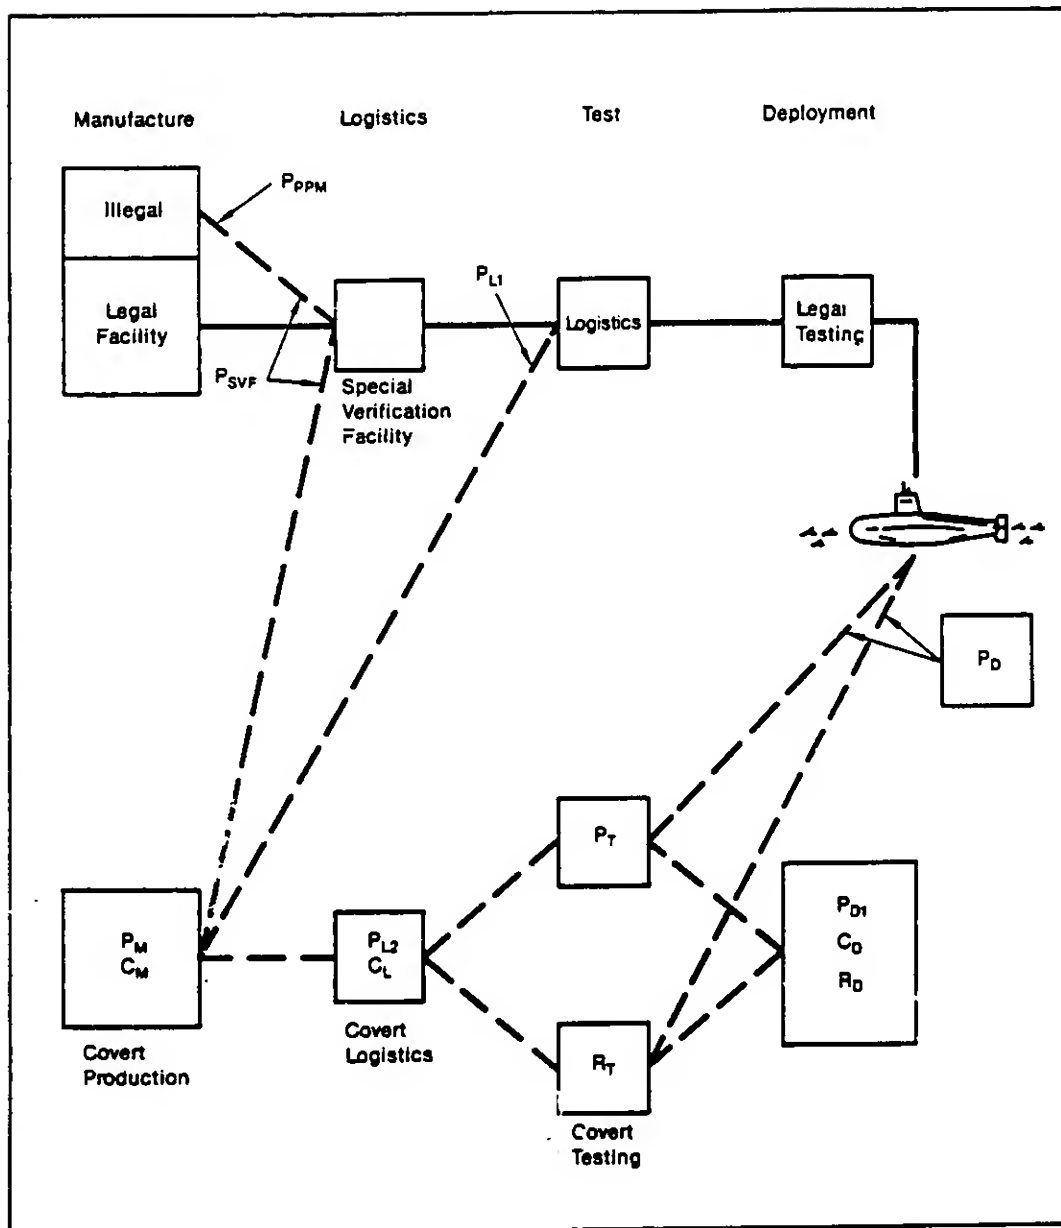 Manufacture Logistics Test Deployment
Illegal
P_PPM
Legal
Facility
P_L1
Logistics
Legal
Testing
P_SVF
Special
Verification
Facility
P_D
P_T
P_M
C_M
P_L2
C_L
P_D1
C_D
R_D
Covert
Production
Covert
Logistics
R_T
Covert
Testing